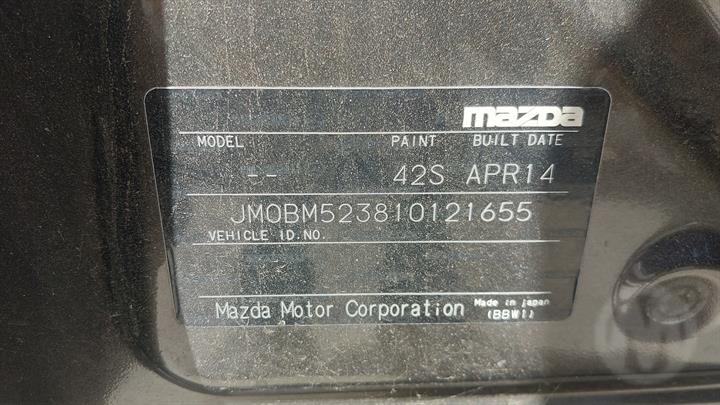 mazda
MODEL PAINT BUILT DATE
-- 42S APR14
JM0BM523810121655
VEHICLE ID.NO.
Mazda Motor Corporation Made in japan
(BBW1)